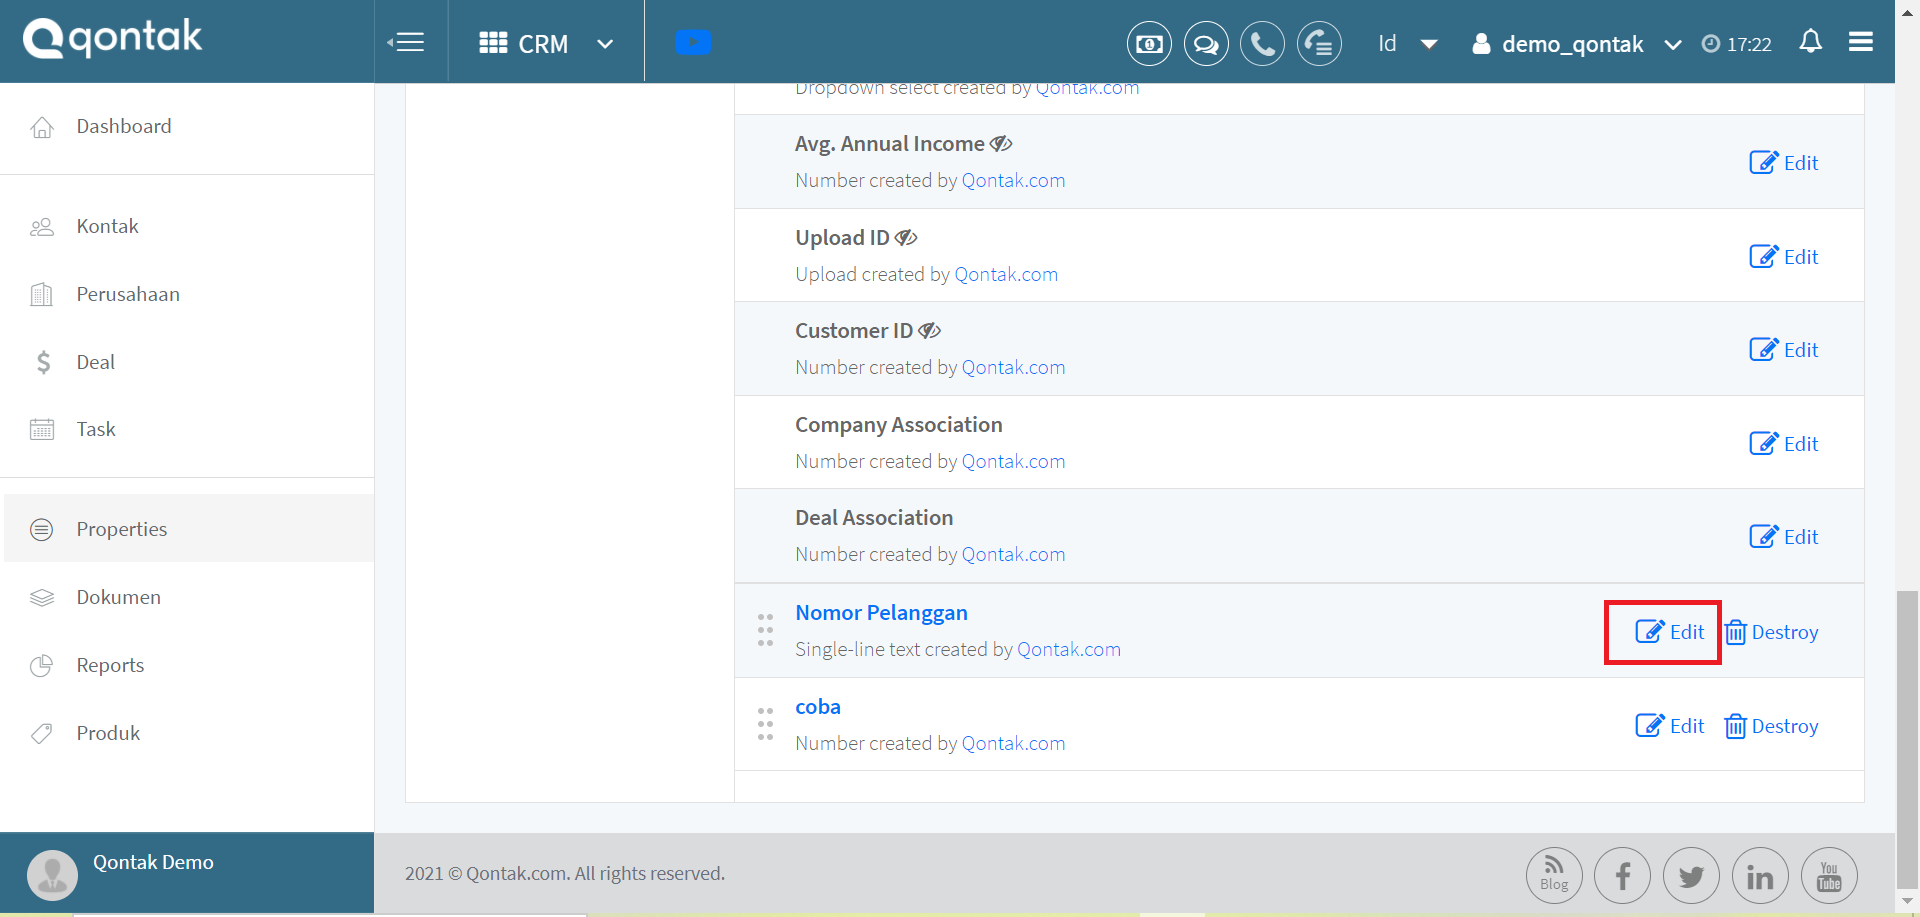 qontak
CRM
Id
demo_qontak
17:22
Dashboard
Kontak
Perusahaan
Deal
Task
Properties
Dokumen
Reports
Produk
Qontak Demo
Dropdown select created by Qontak.com
Avg. Annual Income
Number created by Qontak.com
Edit
Upload ID
Upload created by Qontak.com
Edit
Customer ID
Number created by Qontak.com
Edit
Company Association
Number created by Qontak.com
Edit
Deal Association
Number created by Qontak.com
Edit
Nomor Pelanggan
Single-line text created by Qontak.com
Edit Destroy
coba
Number created by Qontak.com
Edit Destroy
2021 © Qontak.com. All rights reserved.
Blog
You
Tube